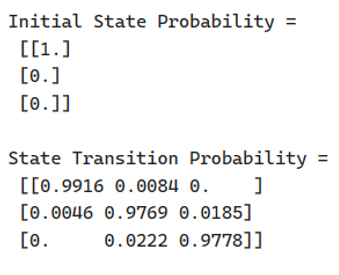 Initial State Probability =
[[1.]
[0.]
[0.]]
State Transition Probability =
[[0.9916 0.0084 0.    ]
[0.0046 0.9769 0.0185]
[0.     0.0222 0.9778]]